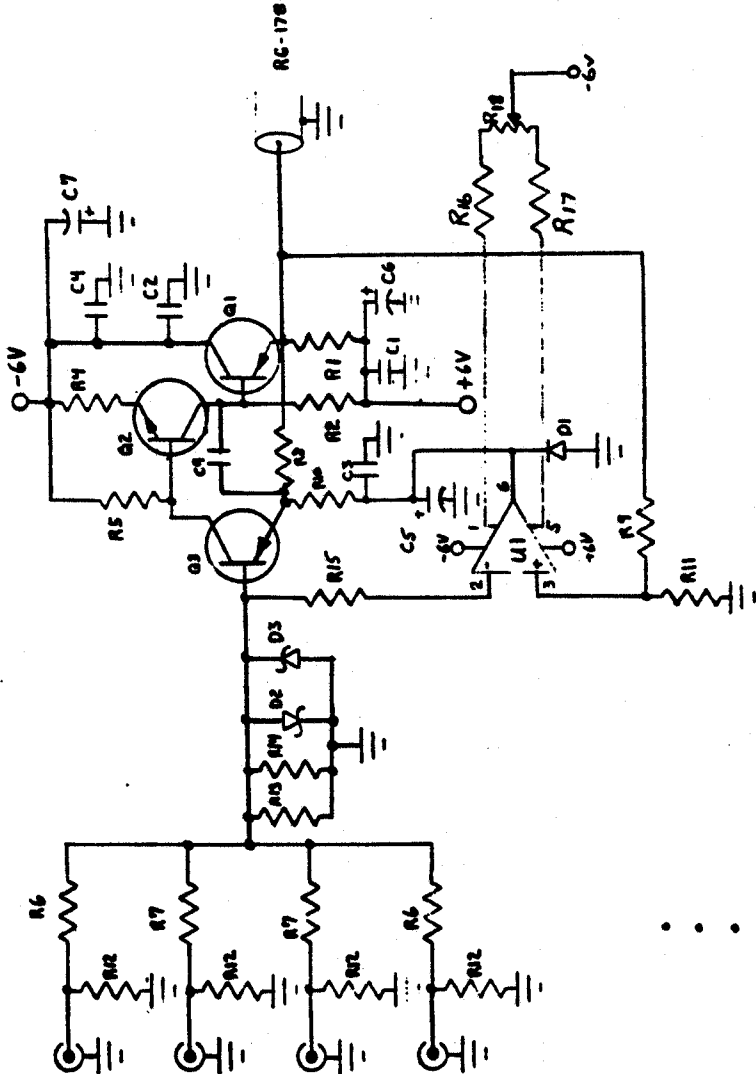 RG-178
C7
C4
C2
Q1
-6V
R4
Q2
C9
R5
Q3
R1
C6
C1
R2
+6V
C3
R10
C5
+
+
+
D1
R16
R18
-6V
R17
-6V
1
6
2
-
U1
+
3
5
+6V
R9
R11
R15
D3
D2
R14
R13
R6
R12
R7
R12
R7
R12
R6
R12